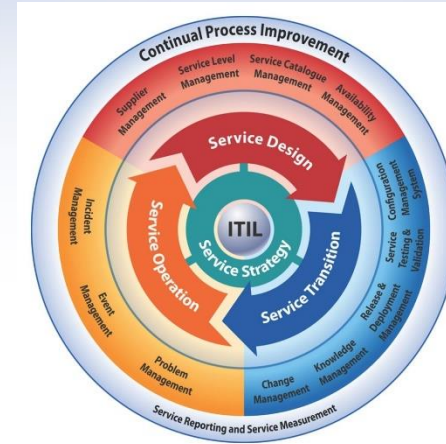 Continual Process Improvement
Supplier
Management
Service Level
Management
Service Catalogue
Management
Availability
Management
Service Design
Configuration
Management
System
Service
Testing &
Validation
Release &
Deployment
Management
Knowledge
Management
Change
Management
Service Transition
Incident
Management
Event
Management
Problem
Management
Service Operation
ITIL
Service Strategy
Service Reporting and Service Measurement